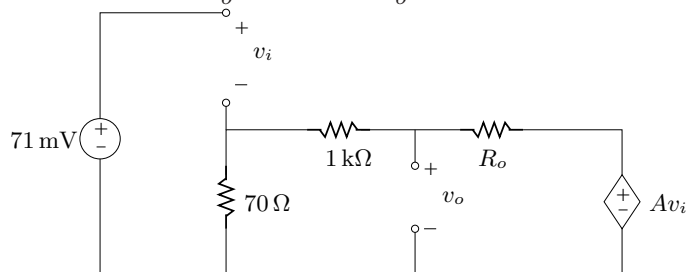 +
v_i
−
71 mV
+
-
1 kΩ
R_o
70 Ω
+
v_o
−
+
-
Av_i